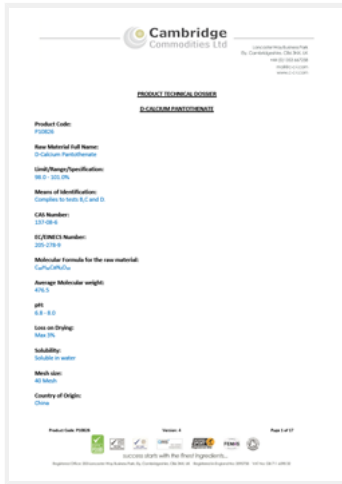 Cambridge
Commodities Ltd
PRODUCT TECHNICAL DOSSIER
D-CALCIUM PANTOTHENATE
Product Code:
P10826
Raw Material Full Name:
D-Calcium Pantothenate
Limit/Range/Specification:
98.0 - 101.0%
Means of Identification:
Complies to tests B,C and D.
CAS Number:
137-08-6
EC/EINECS Number:
205-278-9
Molecular Formula for the raw material:
Average Molecular weight:
476.5
pH:
6.8 - 8.0
Loss on Drying:
Max 5%
Solubility:
Soluble in water
Mesh size:
40 Mesh
Country of Origin:
China
Product Code: P10826 Version: 4 Page 1 of 17
success starts with the finest ingredients...